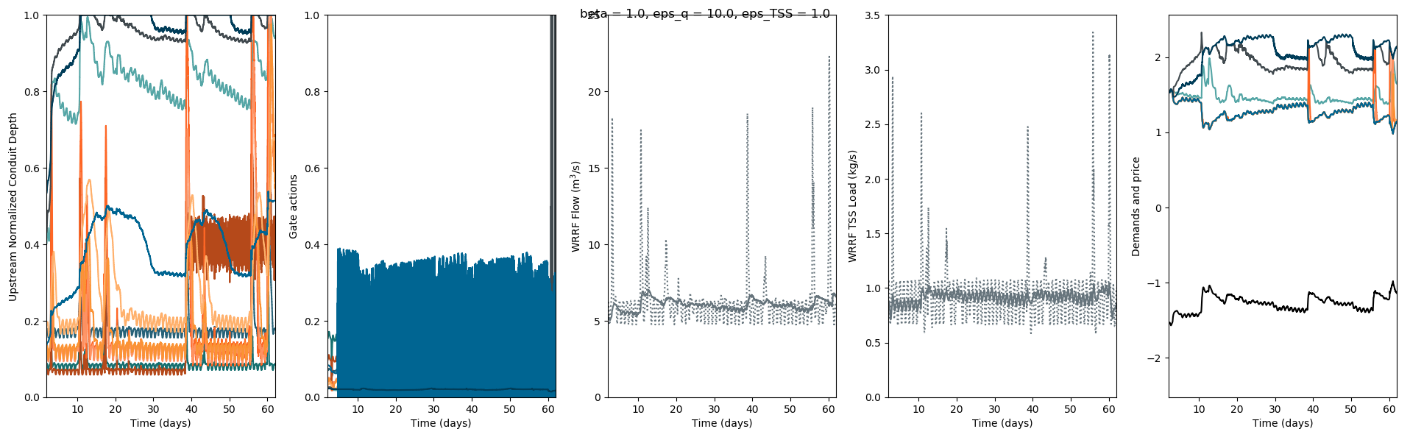 beta = 1.0, eps_q = 10.0, eps_TSS = 1.0
Upstream Normalized Conduit Depth
1.0
0.8
0.6
0.4
0.2
0.0
10 20 30 40 50 60
Time (days)
Gate actions
1.0
0.8
0.6
0.4
0.2
0.0
10 20 30 40 50 60
Time (days)
WRRF Flow (m³/s)
25
20
15
10
5
0
10 20 30 40 50 60
Time (days)
WRRF TSS Load (kg/s)
3.5
3.0
2.5
2.0
1.5
1.0
0.5
0.0
10 20 30 40 50 60
Time (days)
Demands and price
2
1
0
−1
−2
10 20 30 40 50 60
Time (days)